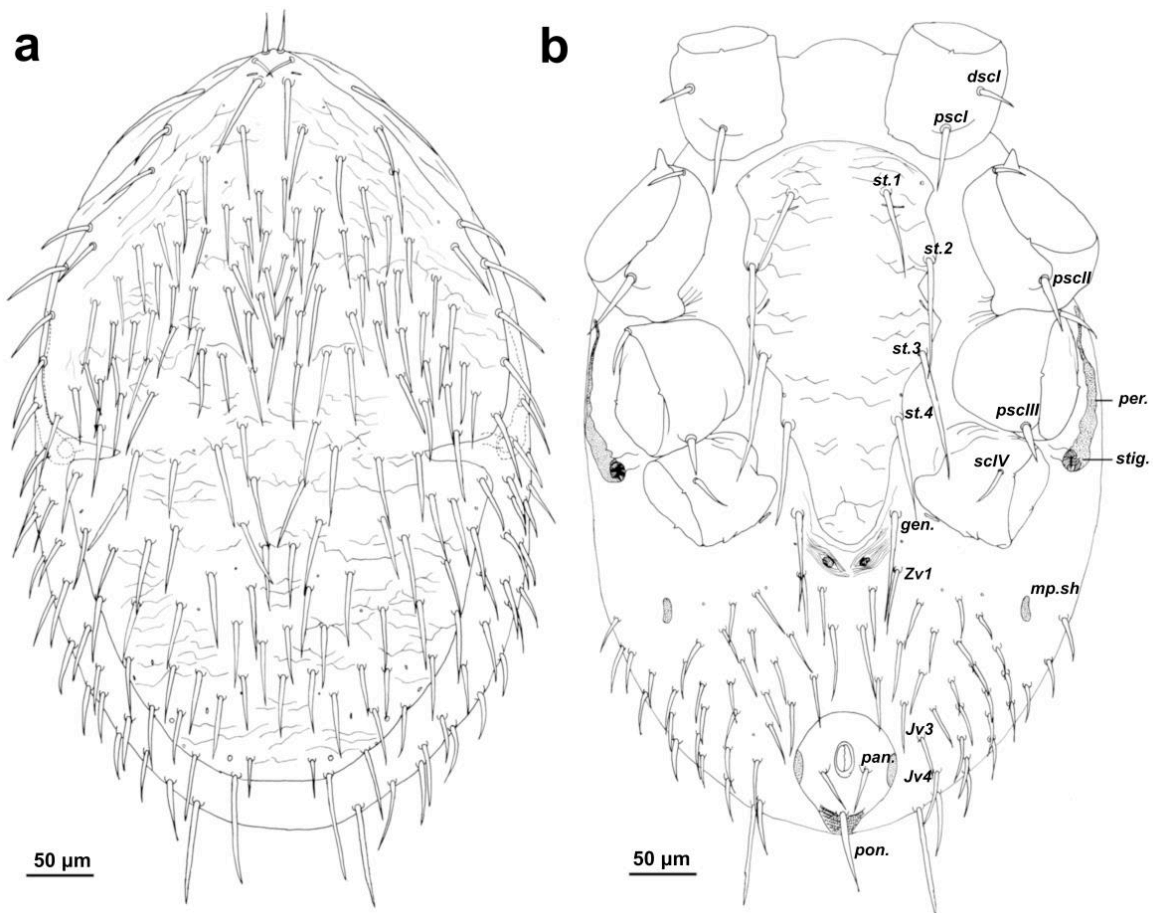 a
b
dscI
pscI
st.1
st.2
pscII
st.3
per.
st.4
pscIII
stig.
scIV
gen.
Zv1
mp.sh
Jv3
pan.
Jv4
pon.
50 µm
50 µm